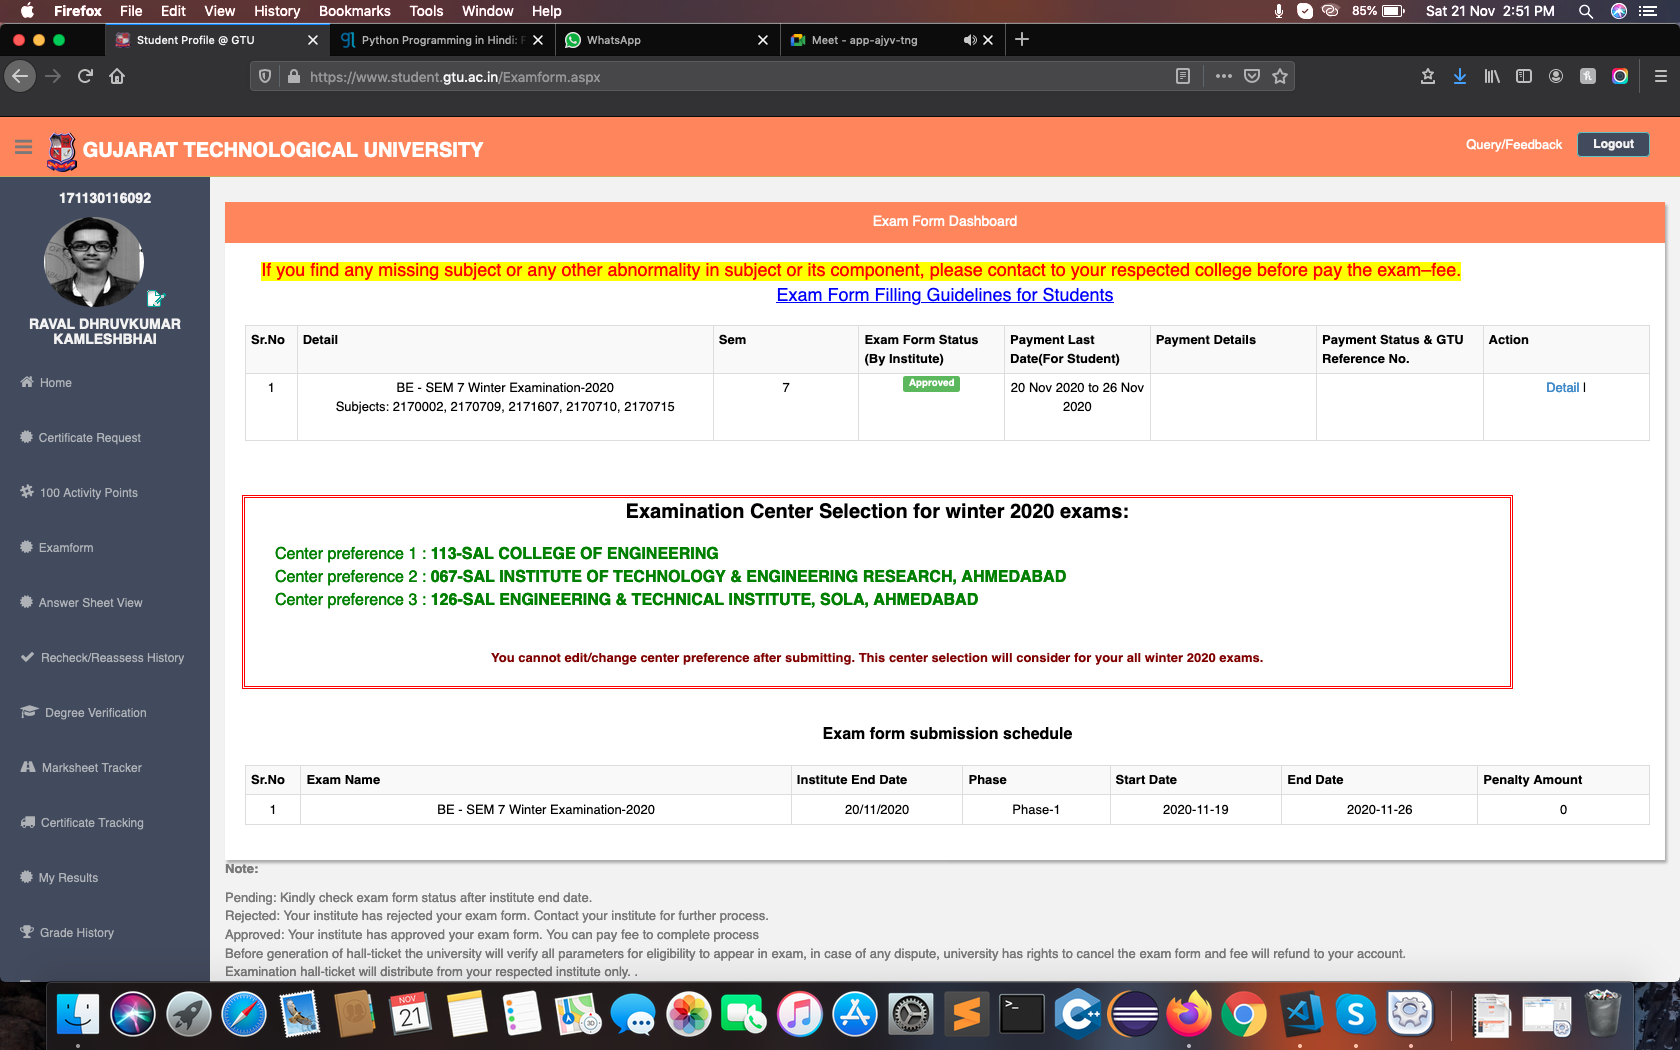 Firefox File Edit View History Bookmarks Tools Window Help 85% Sat 21 Nov 2:51 PM
Student Profile @ GTU Python Programming in Hindi: WhatsApp Meet - app-ajyv-tng
https://www.student.gtu.ac.in/Examform.aspx
GUJARAT TECHNOLOGICAL UNIVERSITY
Query/Feedback Logout
171130116092
RAVAL DHRUVKUMAR
KAMLESHBHAI
Home
Certificate Request
100 Activity Points
Examform
Answer Sheet View
Recheck/Reassess History
Degree Verification
Marksheet Tracker
Certificate Tracking
My Results
Grade History
Exam Form Dashboard
If you find any missing subject or any other abnormality in subject or its component, please contact to your respected college before pay the exam–fee.
Exam Form Filling Guidelines for Students
Sr.No Detail Sem Exam Form Status (By Institute) Payment Last Date(For Student) Payment Details Payment Status & GTU Reference No. Action
1 BE - SEM 7 Winter Examination-2020 7 Approved 20 Nov 2020 to 26 Nov 2020 Detail |
Subjects: 2170002, 2170709, 2171607, 2170710, 2170715
Examination Center Selection for winter 2020 exams:
Center preference 1 : 113-SAL COLLEGE OF ENGINEERING
Center preference 2 : 067-SAL INSTITUTE OF TECHNOLOGY & ENGINEERING RESEARCH, AHMEDABAD
Center preference 3 : 126-SAL ENGINEERING & TECHNICAL INSTITUTE, SOLA, AHMEDABAD
You cannot edit/change center preference after submitting. This center selection will consider for your all winter 2020 exams.
Exam form submission schedule
Sr.No Exam Name Institute End Date Phase Start Date End Date Penalty Amount
1 BE - SEM 7 Winter Examination-2020 20/11/2020 Phase-1 2020-11-19 2020-11-26 0
Note:
Pending: Kindly check exam form status after institute end date.
Rejected: Your institute has rejected your exam form. Contact your institute for further process.
Approved: Your institute has approved your exam form. You can pay fee to complete process
Before generation of hall-ticket the university will verify all parameters for eligibility to appear in exam, in case of any dispute, university has rights to cancel the exam form and fee will refund to your account.
Examination hall-ticket will distribute from your respected institute only. .
NOV
21